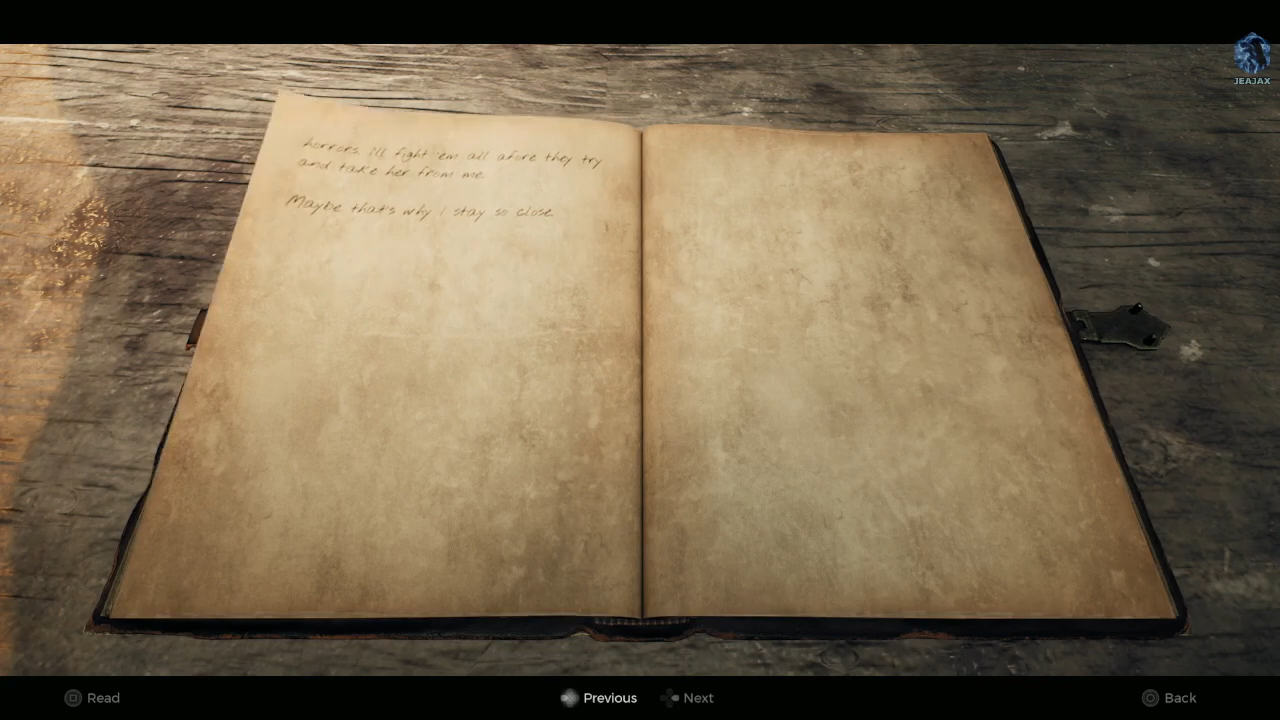 JEAJAX
horrors. I'll fight 'em all afore they try
and take her from me.
Maybe that's why I stay so close.
Read
Previous
Next
Back